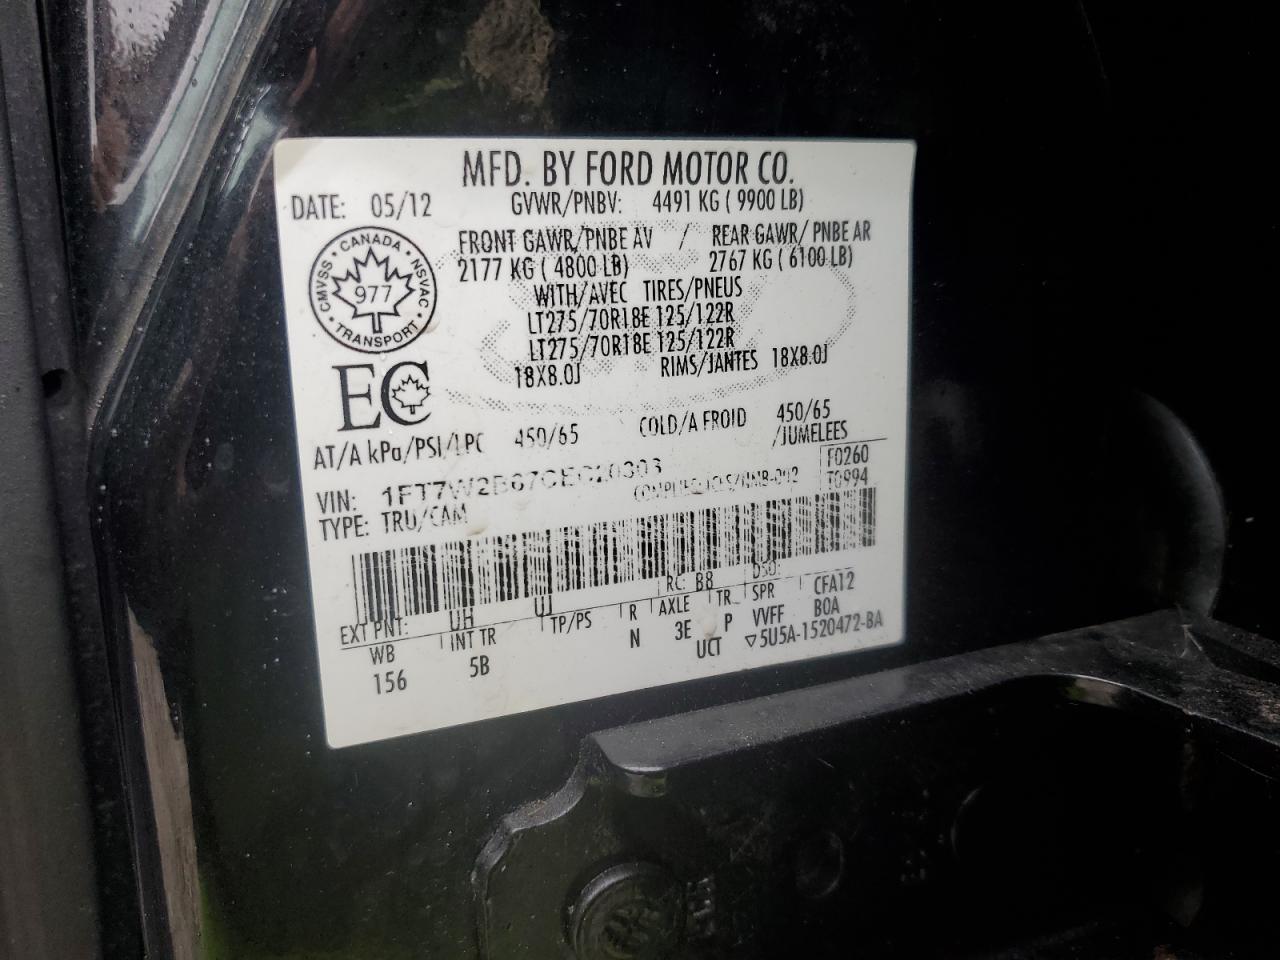 MFD. BY FORD MOTOR CO.
DATE: 05/12 GVWR/PNBV: 4491 KG ( 9900 LB)
FRONT GAWR/PNBE AV / REAR GAWR/ PNBE AR
2177 KG ( 4800 LB) 2767 KG ( 6100 LB)
WITH/AVEC TIRES/PNEUS
LT275/70R18E 125/122R
LT275/70R18E 125/122R
18X8.0J RIMS/JANTES 18X8.0J
CANADA
CMVSS 977 NSVAC
TRANSPORT
EC
AT/A kPa/PSI/LPC 450/65 COLD/A FROID 450/65
/JUMELEES
VIN: F0260
TYPE: TRU/CAM T0994
EXT PNT: UH UJ RC: B8 DSO:
WB INT TR TP/PS R AXLE TR SPR CFA12
156 5B N 3E P VVFF BOA
UCT ▽5U5A-1520472-BA